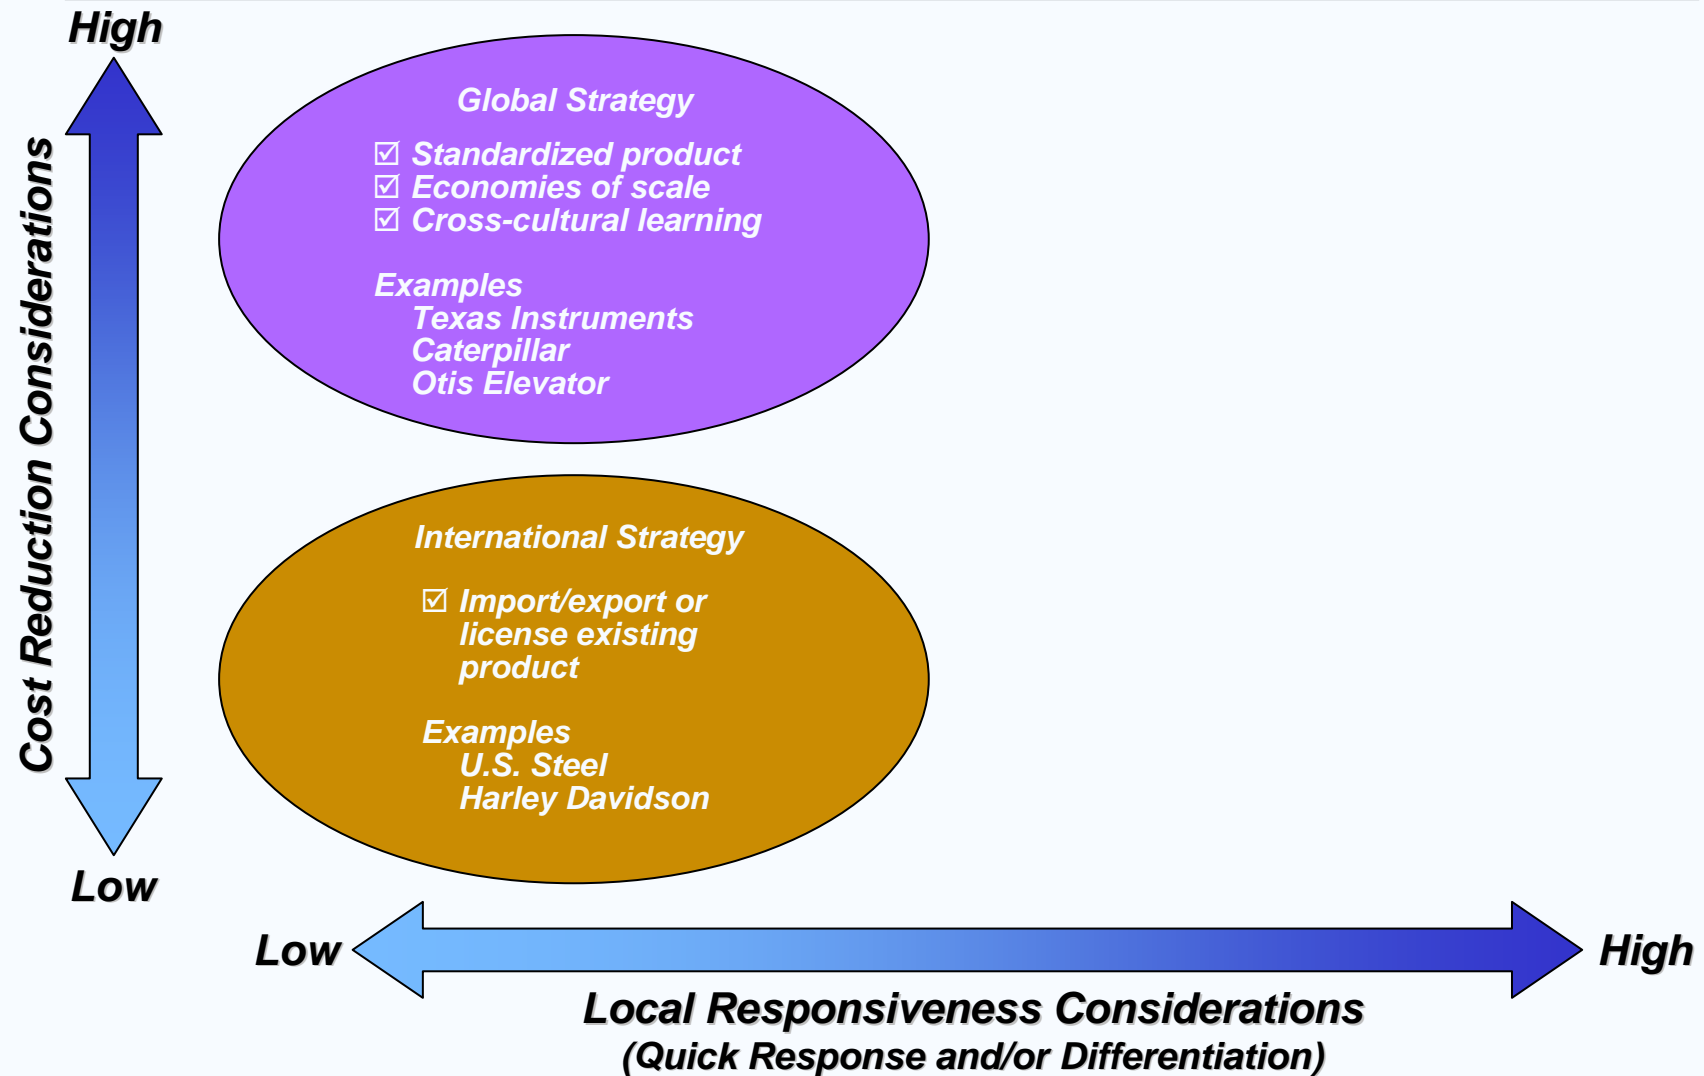 High
Cost Reduction Considerations
Low
Global Strategy
☑ Standardized product
☑ Economies of scale
☑ Cross-cultural learning
Examples
Texas Instruments
Caterpillar
Otis Elevator
International Strategy
☑ Import/export or
license existing
product
Examples
U.S. Steel
Harley Davidson
Low
High
Local Responsiveness Considerations
(Quick Response and/or Differentiation)